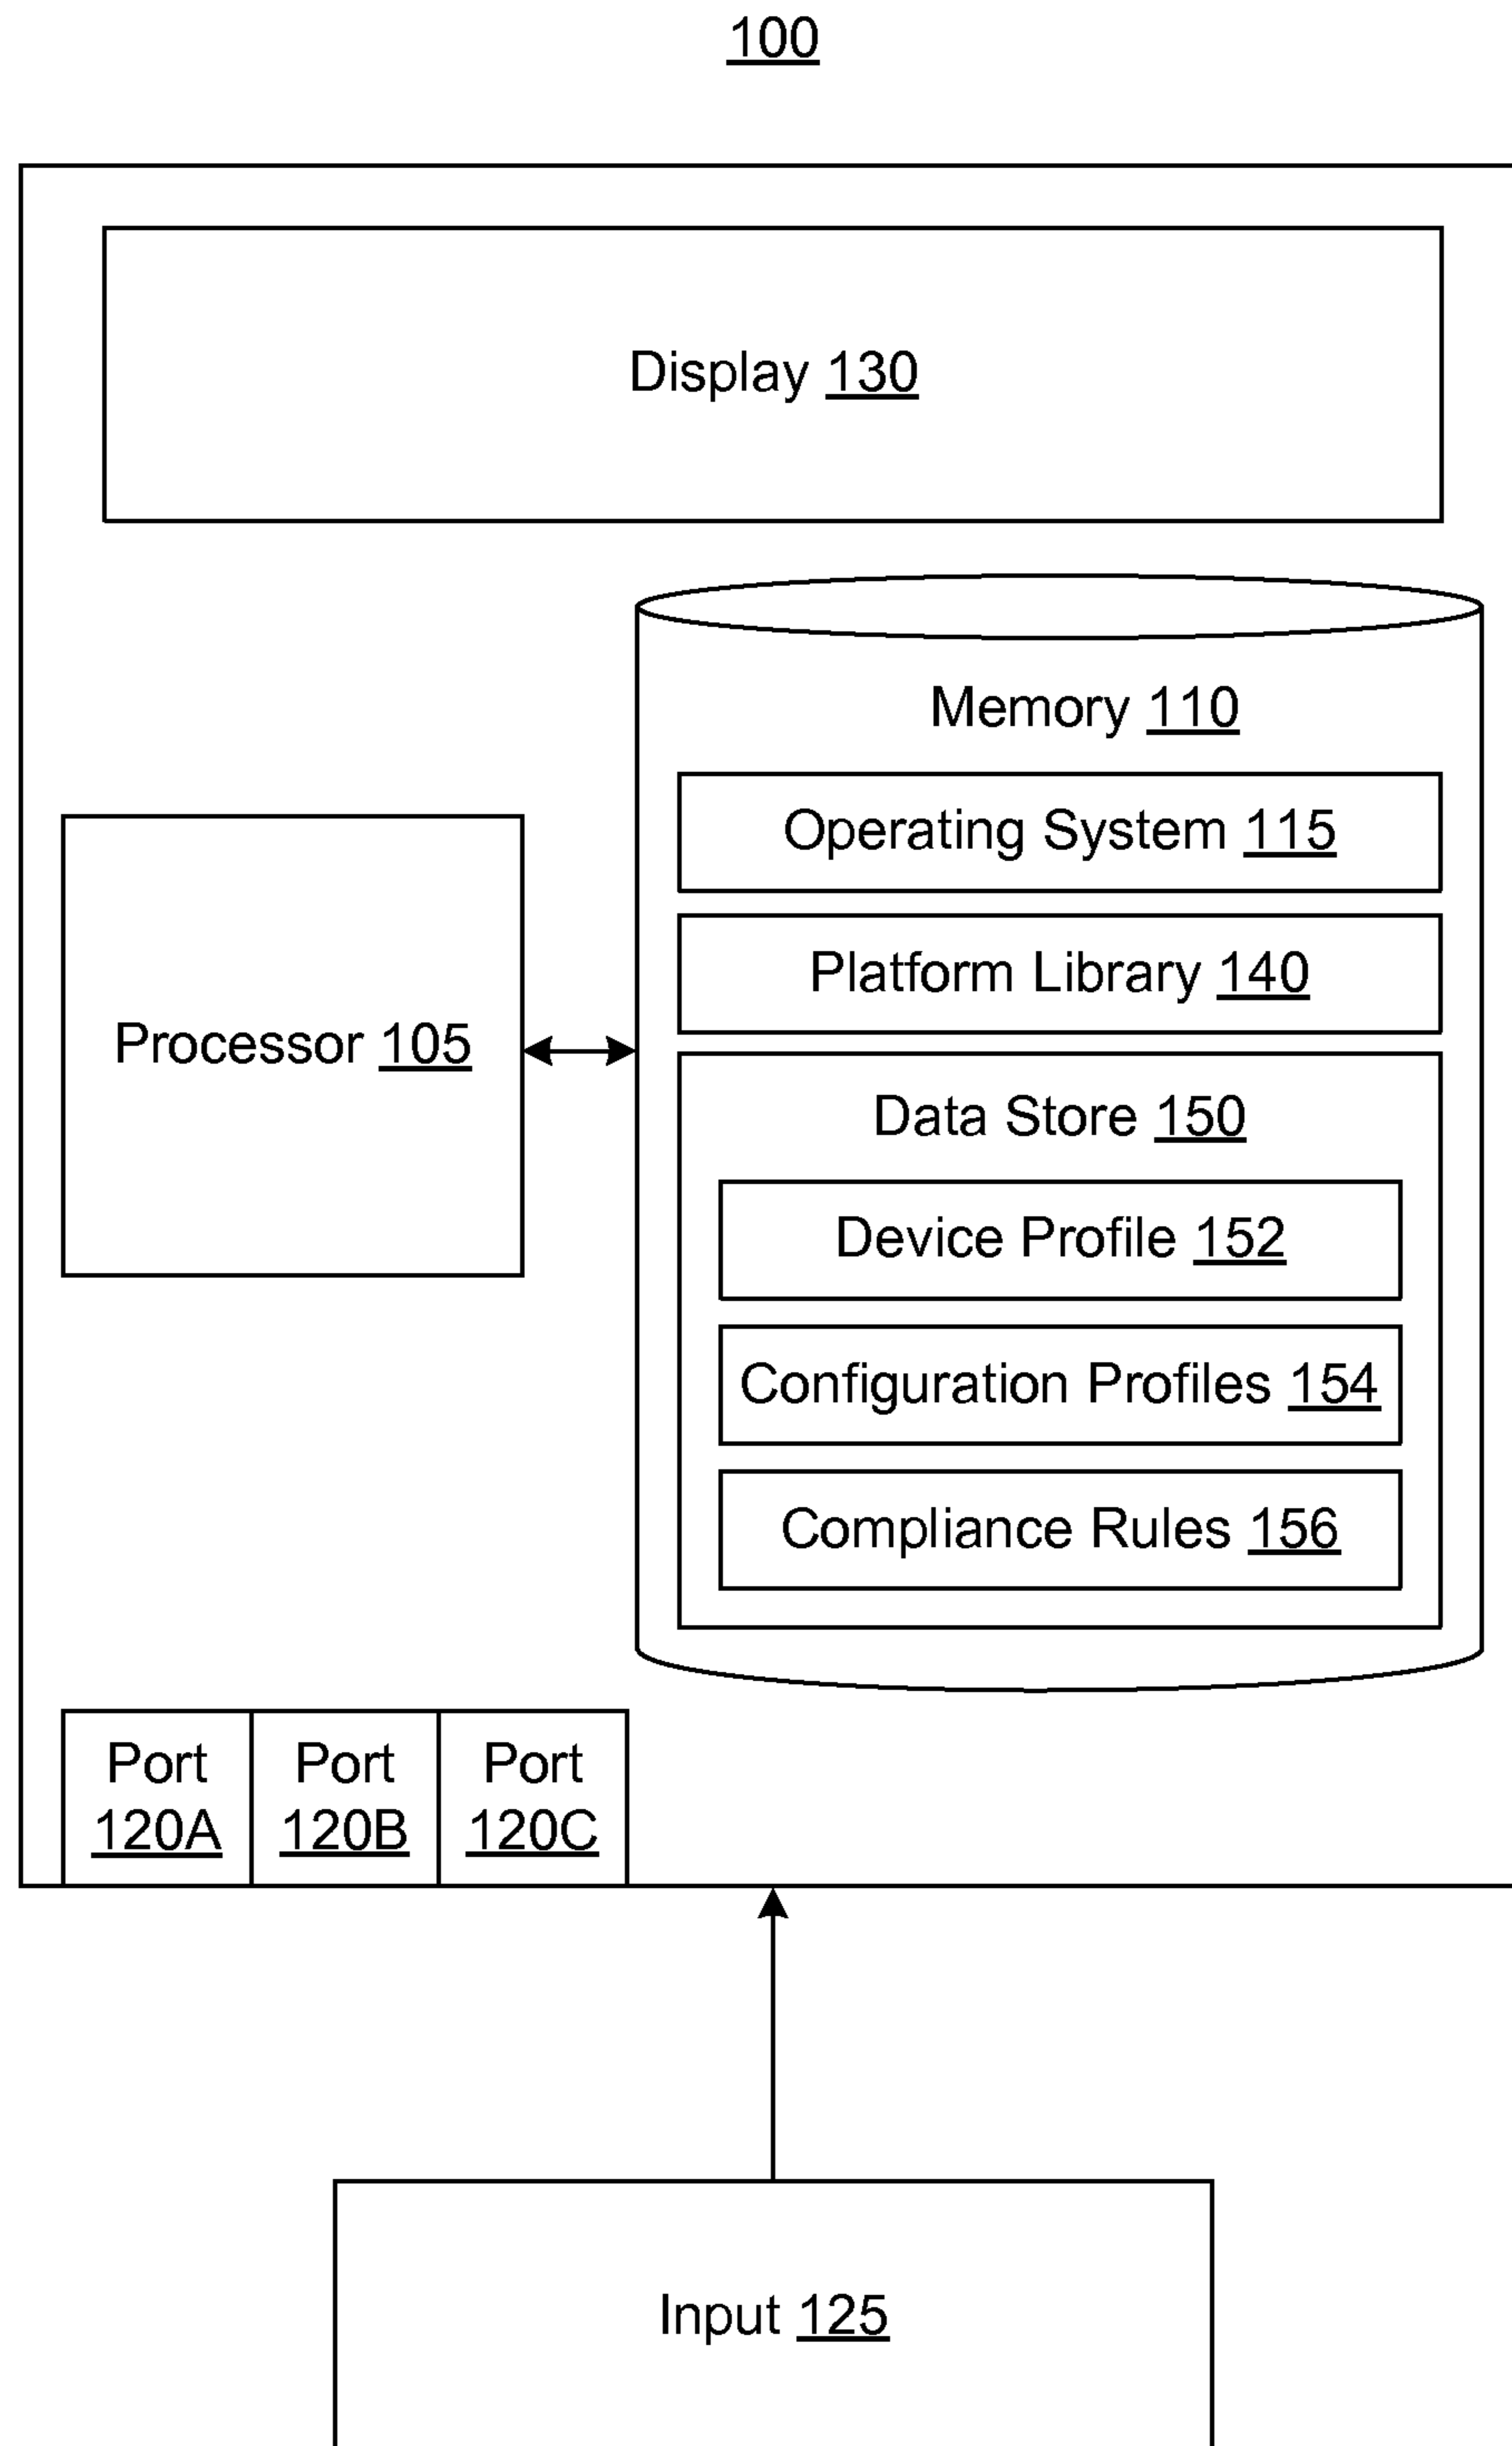 100
Display 130
Memory 110
Operating System 115
Platform Library 140
Processor 105
Data Store 150
Device Profile 152
Configuration Profiles 154
Compliance Rules 156
Port
120A
Port
120B
Port
120C
Input 125